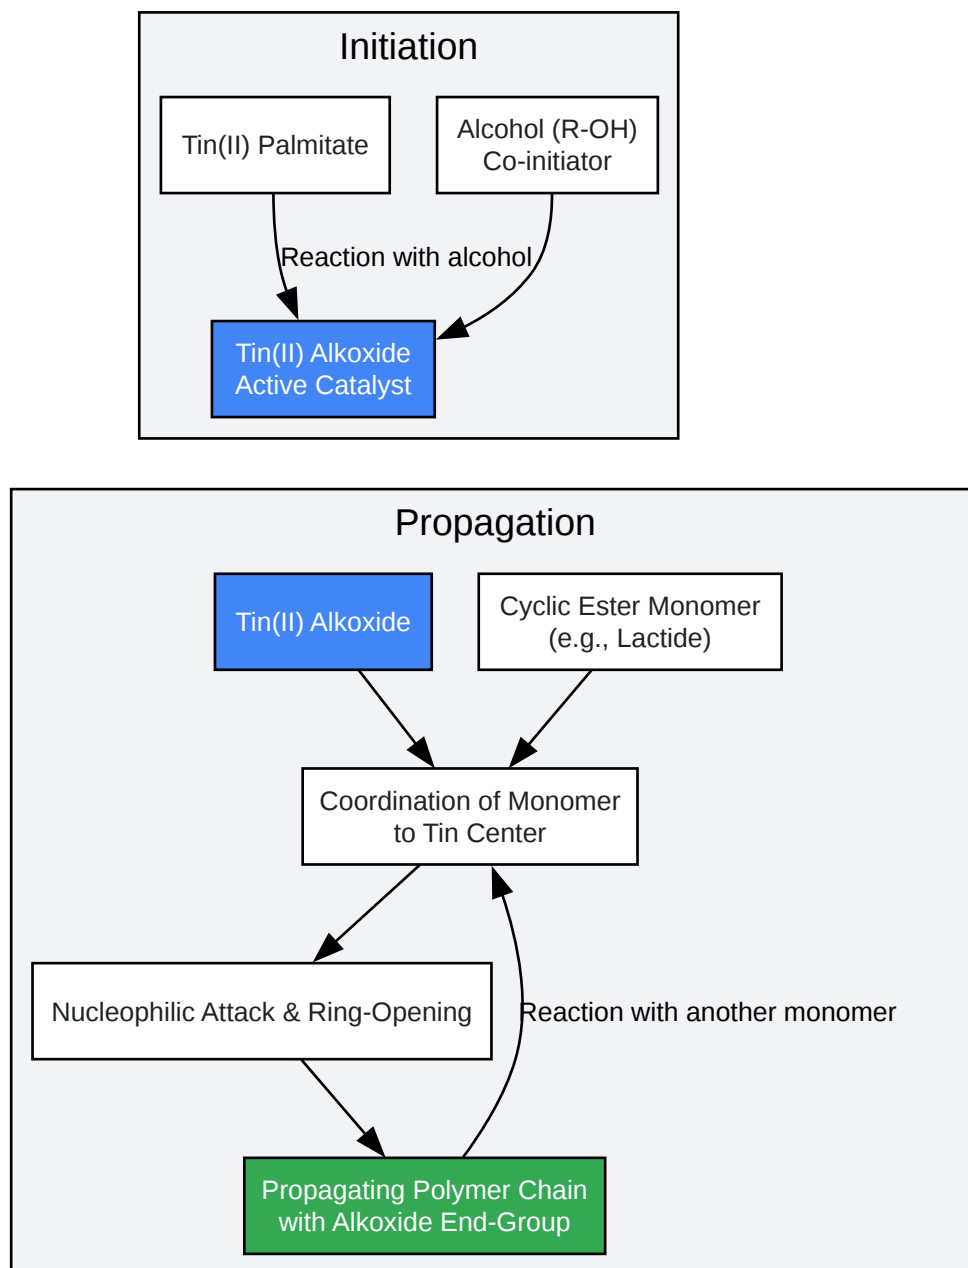 Initiation
Tin(II) Palmitate
Alcohol (R-OH)
Co-initiator
Reaction with alcohol
Tin(II) Alkoxide
Active Catalyst
Propagation
Tin(II) Alkoxide
Cyclic Ester Monomer
(e.g., Lactide)
Coordination of Monomer
to Tin Center
Nucleophilic Attack & Ring-Opening
Reaction with another monomer
Propagating Polymer Chain
with Alkoxide End-Group